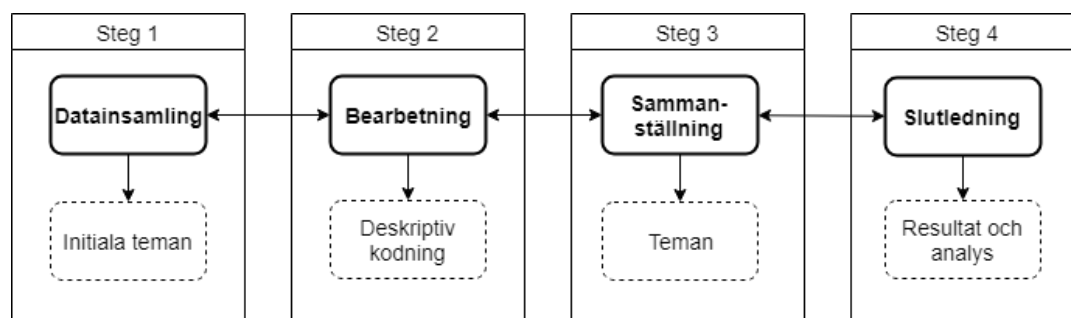 Steg 1
Datainsamling
Initiala teman
Steg 2
Bearbetning
Deskriptiv
kodning
Steg 3
Samman-
ställning
Teman
Steg 4
Slutledning
Resultat och
analys